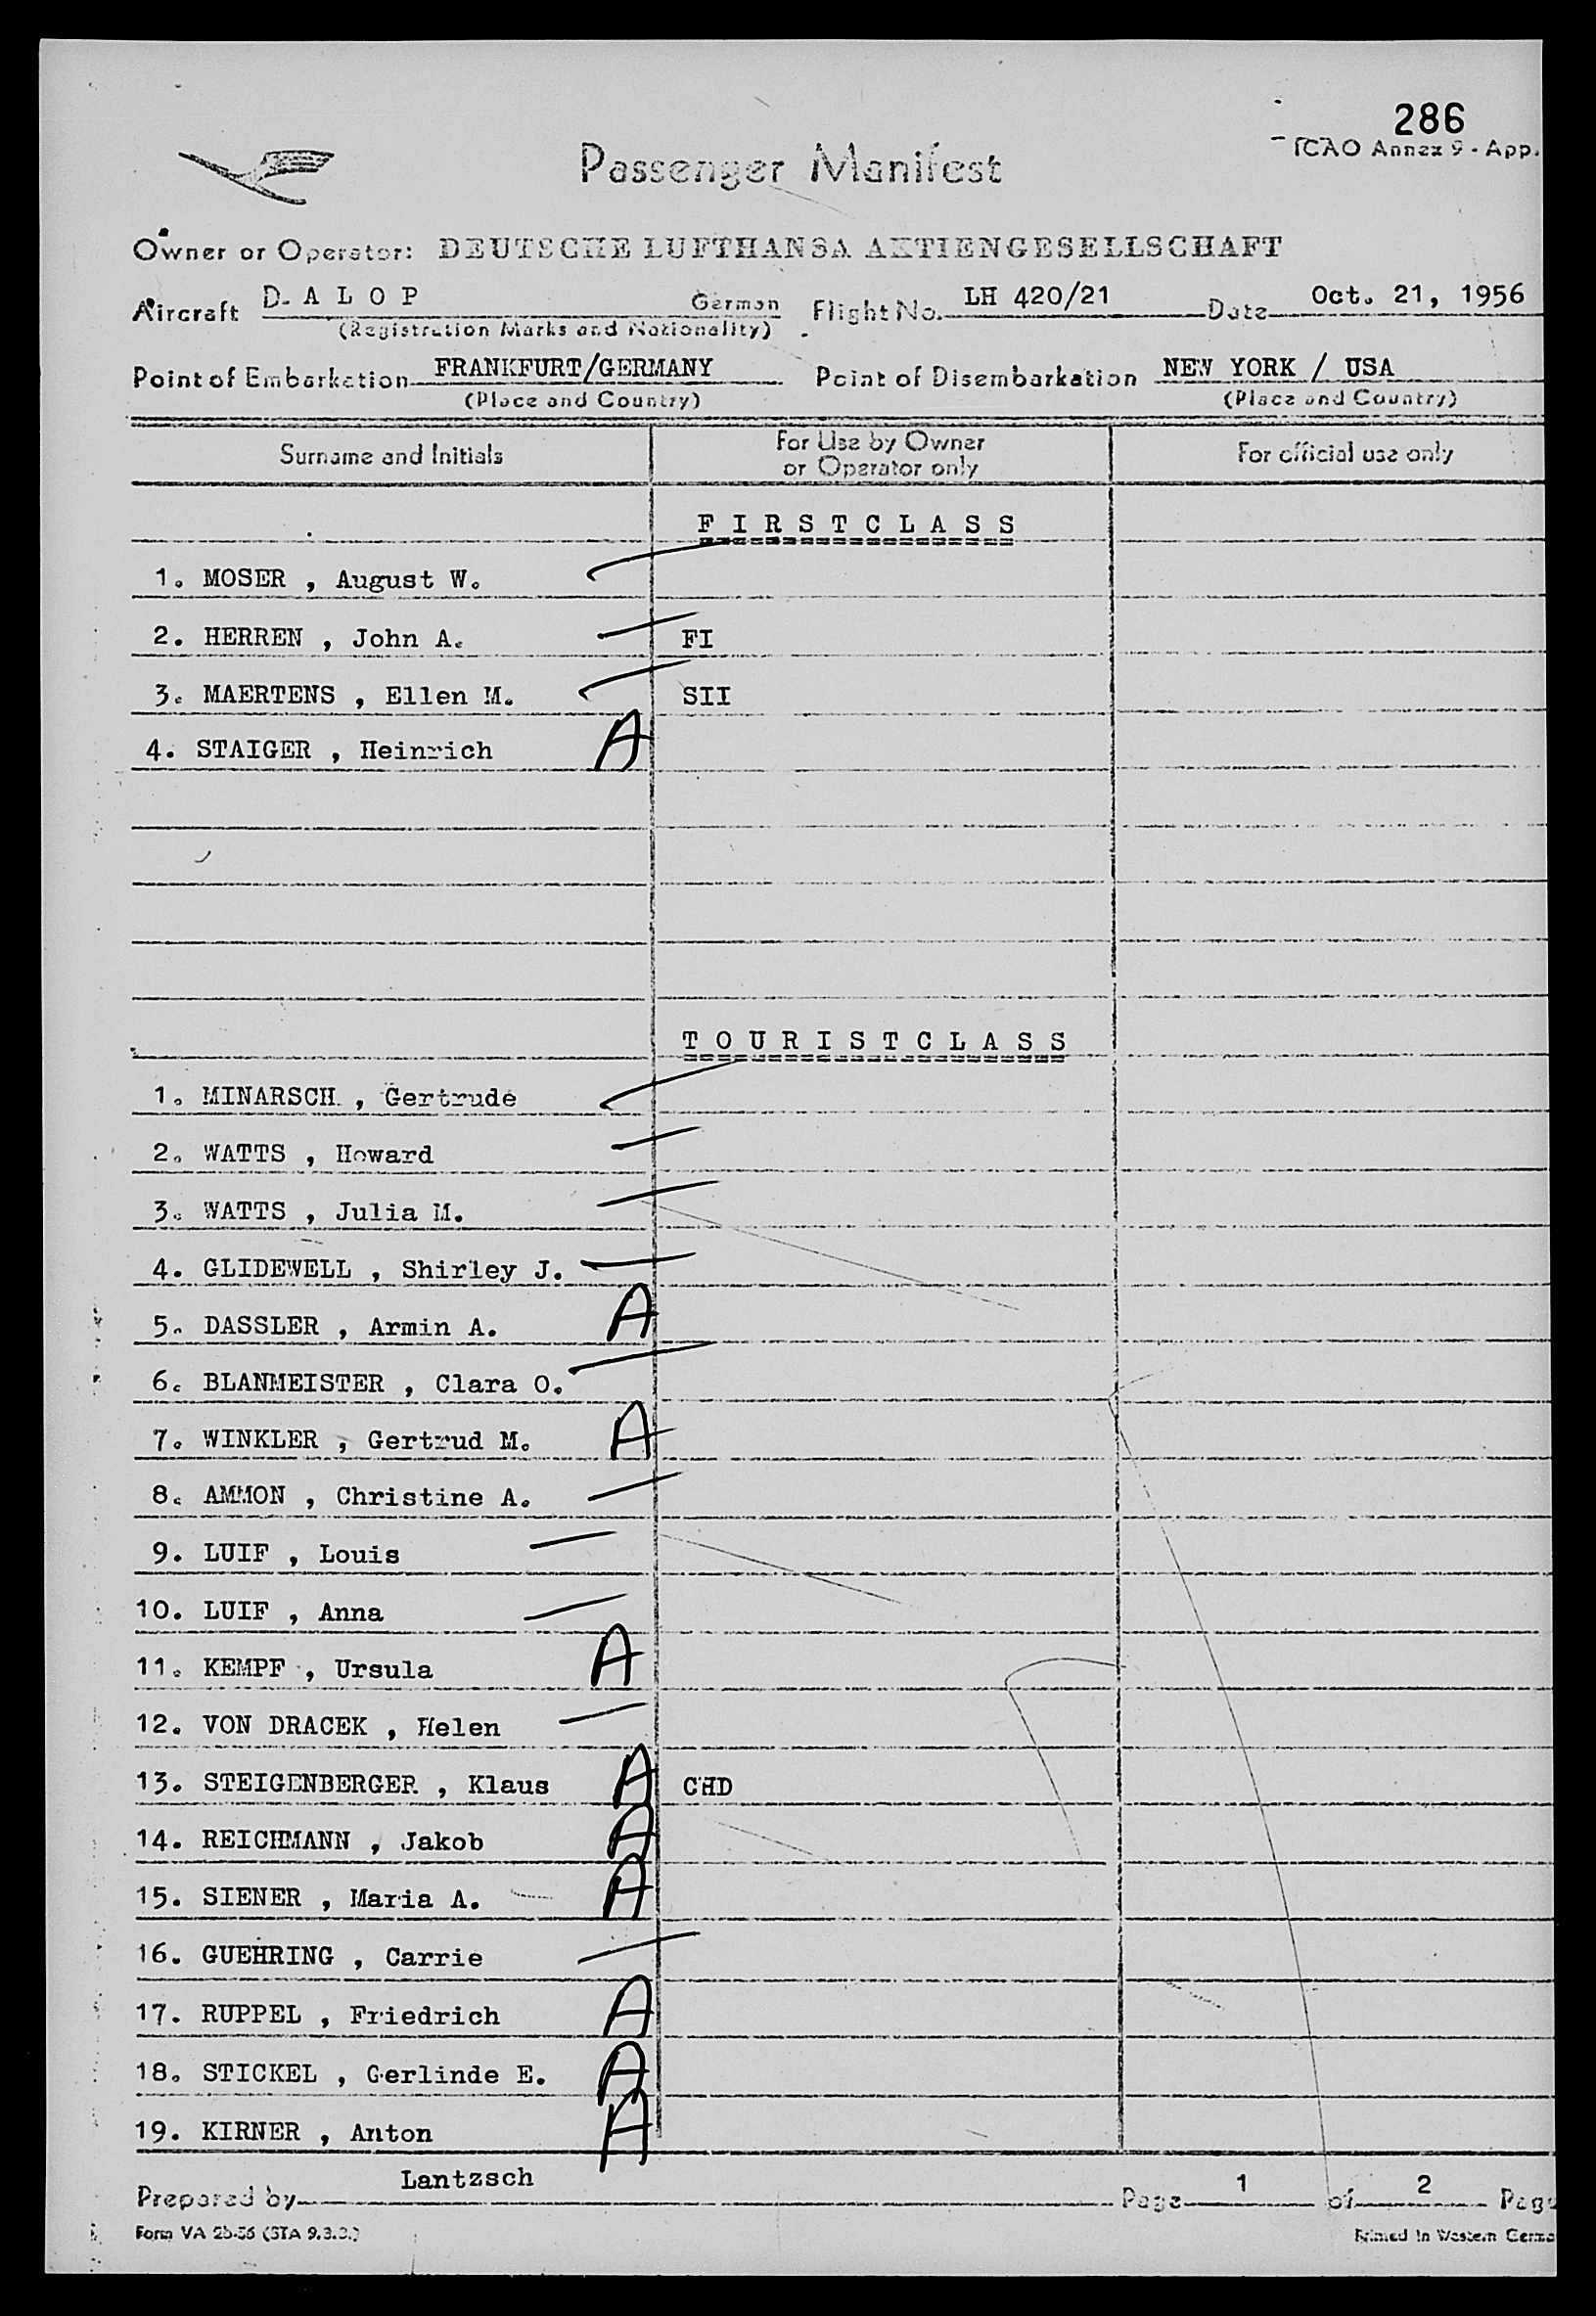 286
ICAO Annex 9 - App.
Passenger Manifest
Owner or Operator: DEUTSCHE LUFTHANSA AKTIENGESELLSCHAFT
Aircraft D- A L O P German Flight No. LH 420/21 Date Oct. 21, 1956
(Registration Marks and Nationality)
Point of Embarkation FRANKFURT/GERMANY Point of Disembarkation NEW YORK / USA
(Place and Country) (Place and Country)
Surname and Initials For Use by Owner or Operator only For official use only
F I R S T C L A S S
1. MOSER , August W.
2. HERREN , John A. FI
3. MAERTENS , Ellen M. SII
4. STAIGER , Heinrich A
T O U R I S T C L A S S
1. MINARSCH , Gertrude
2. WATTS , Howard
3. WATTS , Julia M.
4. GLIDEWELL , Shirley J.
5. DASSLER , Armin A. A
6. BLANMEISTER , Clara O.
7. WINKLER , Gertrud M. A
8. AMMON , Christine A.
9. LUIF , Louis
10. LUIF , Anna
11. KEMPF , Ursula A
12. VON DRACEK , Helen
13. STEIGENBERGER , Klaus A CHD
14. REICHMANN , Jakob A
15. SIENER , Maria A. A
16. GUEHRING , Carrie
17. RUPPEL , Friedrich A
18. STICKEL , Gerlinde E. A
19. KIRNER , Anton A
Prepared by Lantzsch Page 1 of 2 Page
Form VA 2b-56 (STA 9.3.3.) Printed in Western Germa